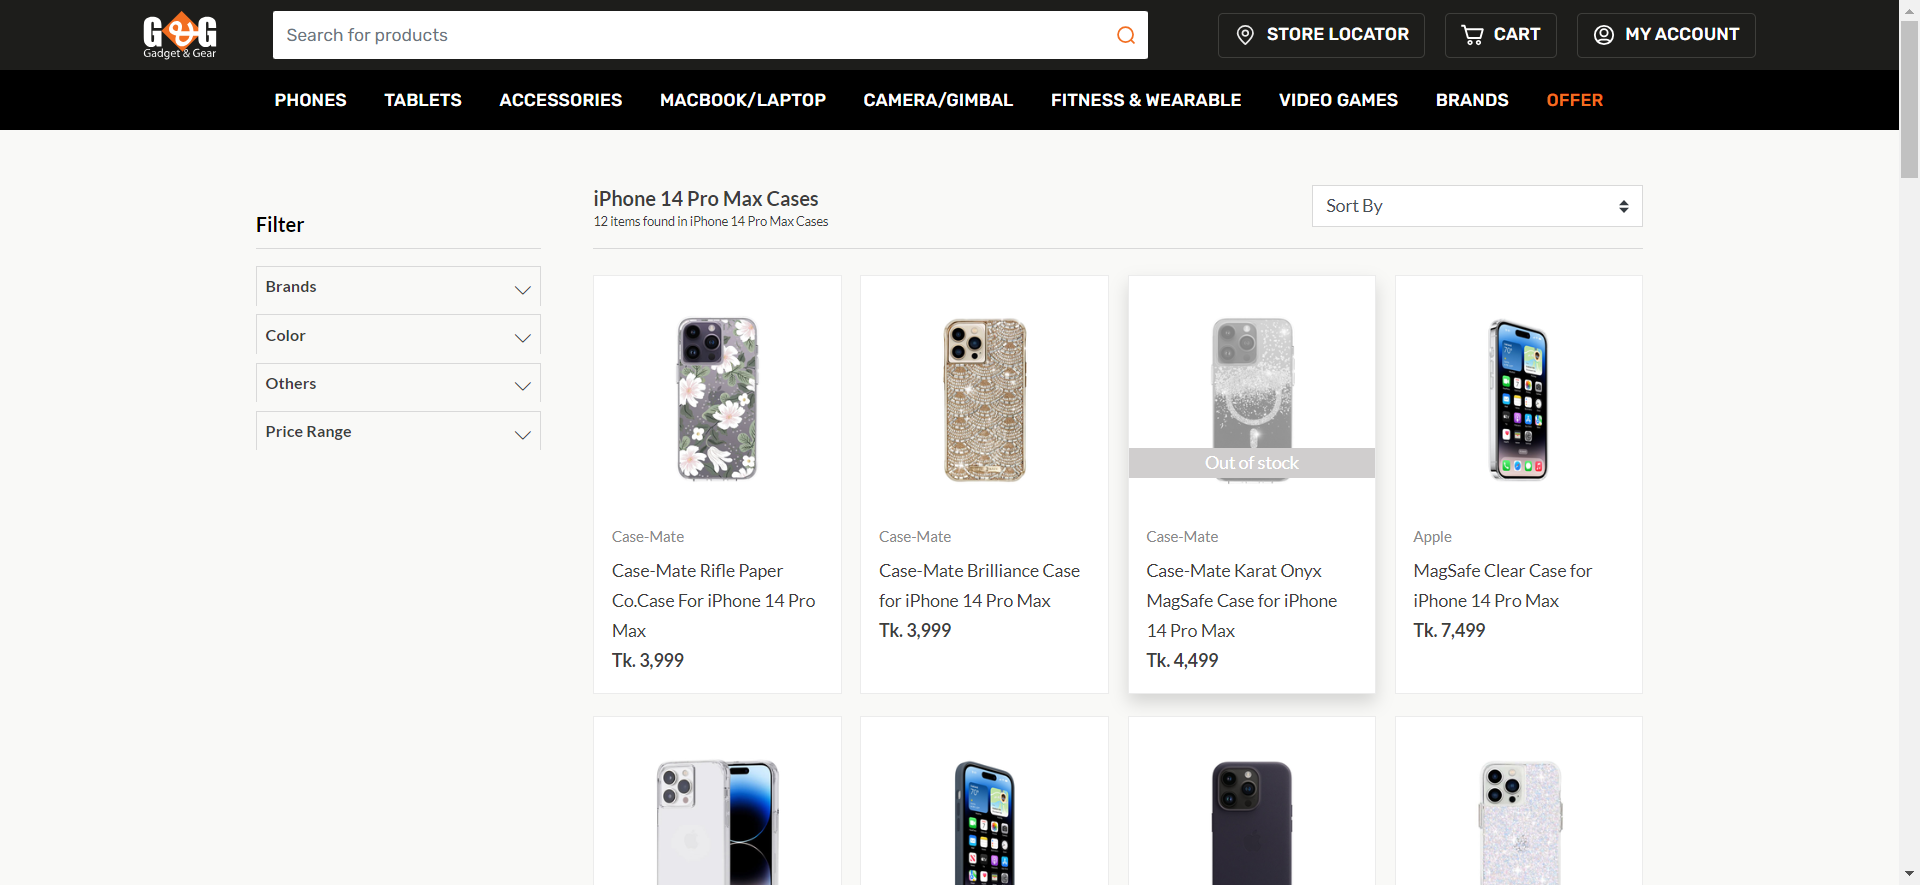 G&G
Gadget & Gear
Search for products
STORE LOCATOR
CART
MY ACCOUNT
PHONES
TABLETS
ACCESSORIES
MACBOOK/LAPTOP
CAMERA/GIMBAL
FITNESS & WEARABLE
VIDEO GAMES
BRANDS
OFFER
Filter
Brands
Color
Others
Price Range
iPhone 14 Pro Max Cases
12 items found in iPhone 14 Pro Max Cases
Sort By
Case-Mate
Case-Mate Rifle Paper
Co.Case For iPhone 14 Pro
Max
Tk. 3,999
Case-Mate
Case-Mate Brilliance Case
for iPhone 14 Pro Max
Tk. 3,999
Out of stock
Case-Mate
Case-Mate Karat Onyx
MagSafe Case for iPhone
14 Pro Max
Tk. 4,499
Apple
MagSafe Clear Case for
iPhone 14 Pro Max
Tk. 7,499